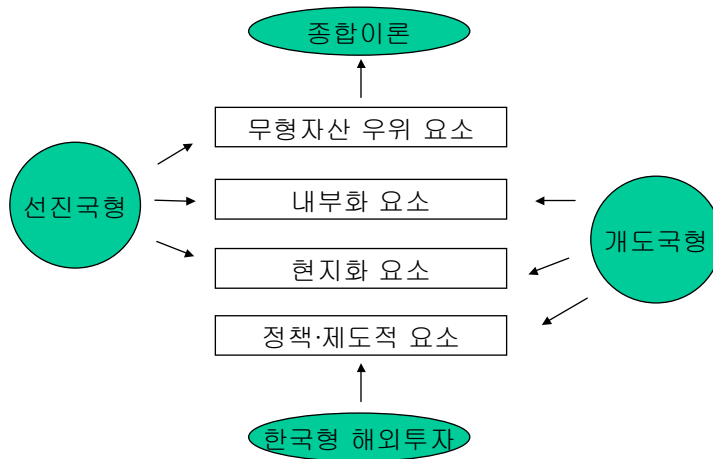 종합이론
무형자산 우위 요소
선진국형
내부화 요소
개도국형
현지화 요소
정책·제도적 요소
한국형 해외투자